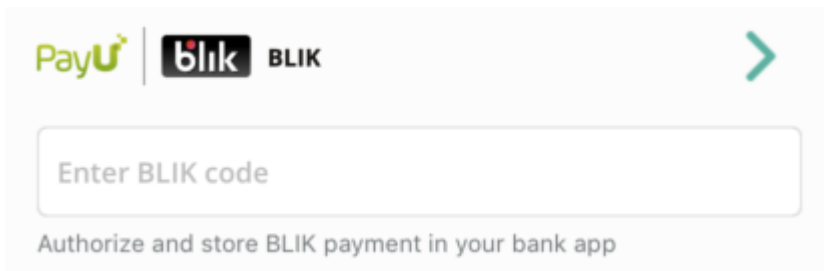 PayU blik BLIK
Enter BLIK code
Authorize and store BLIK payment in your bank app